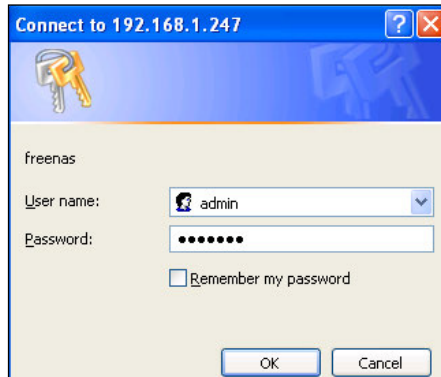 Connect to 192.168.1.247
freenas
User name: admin
Password: •••••••
Remember my password
OK Cancel